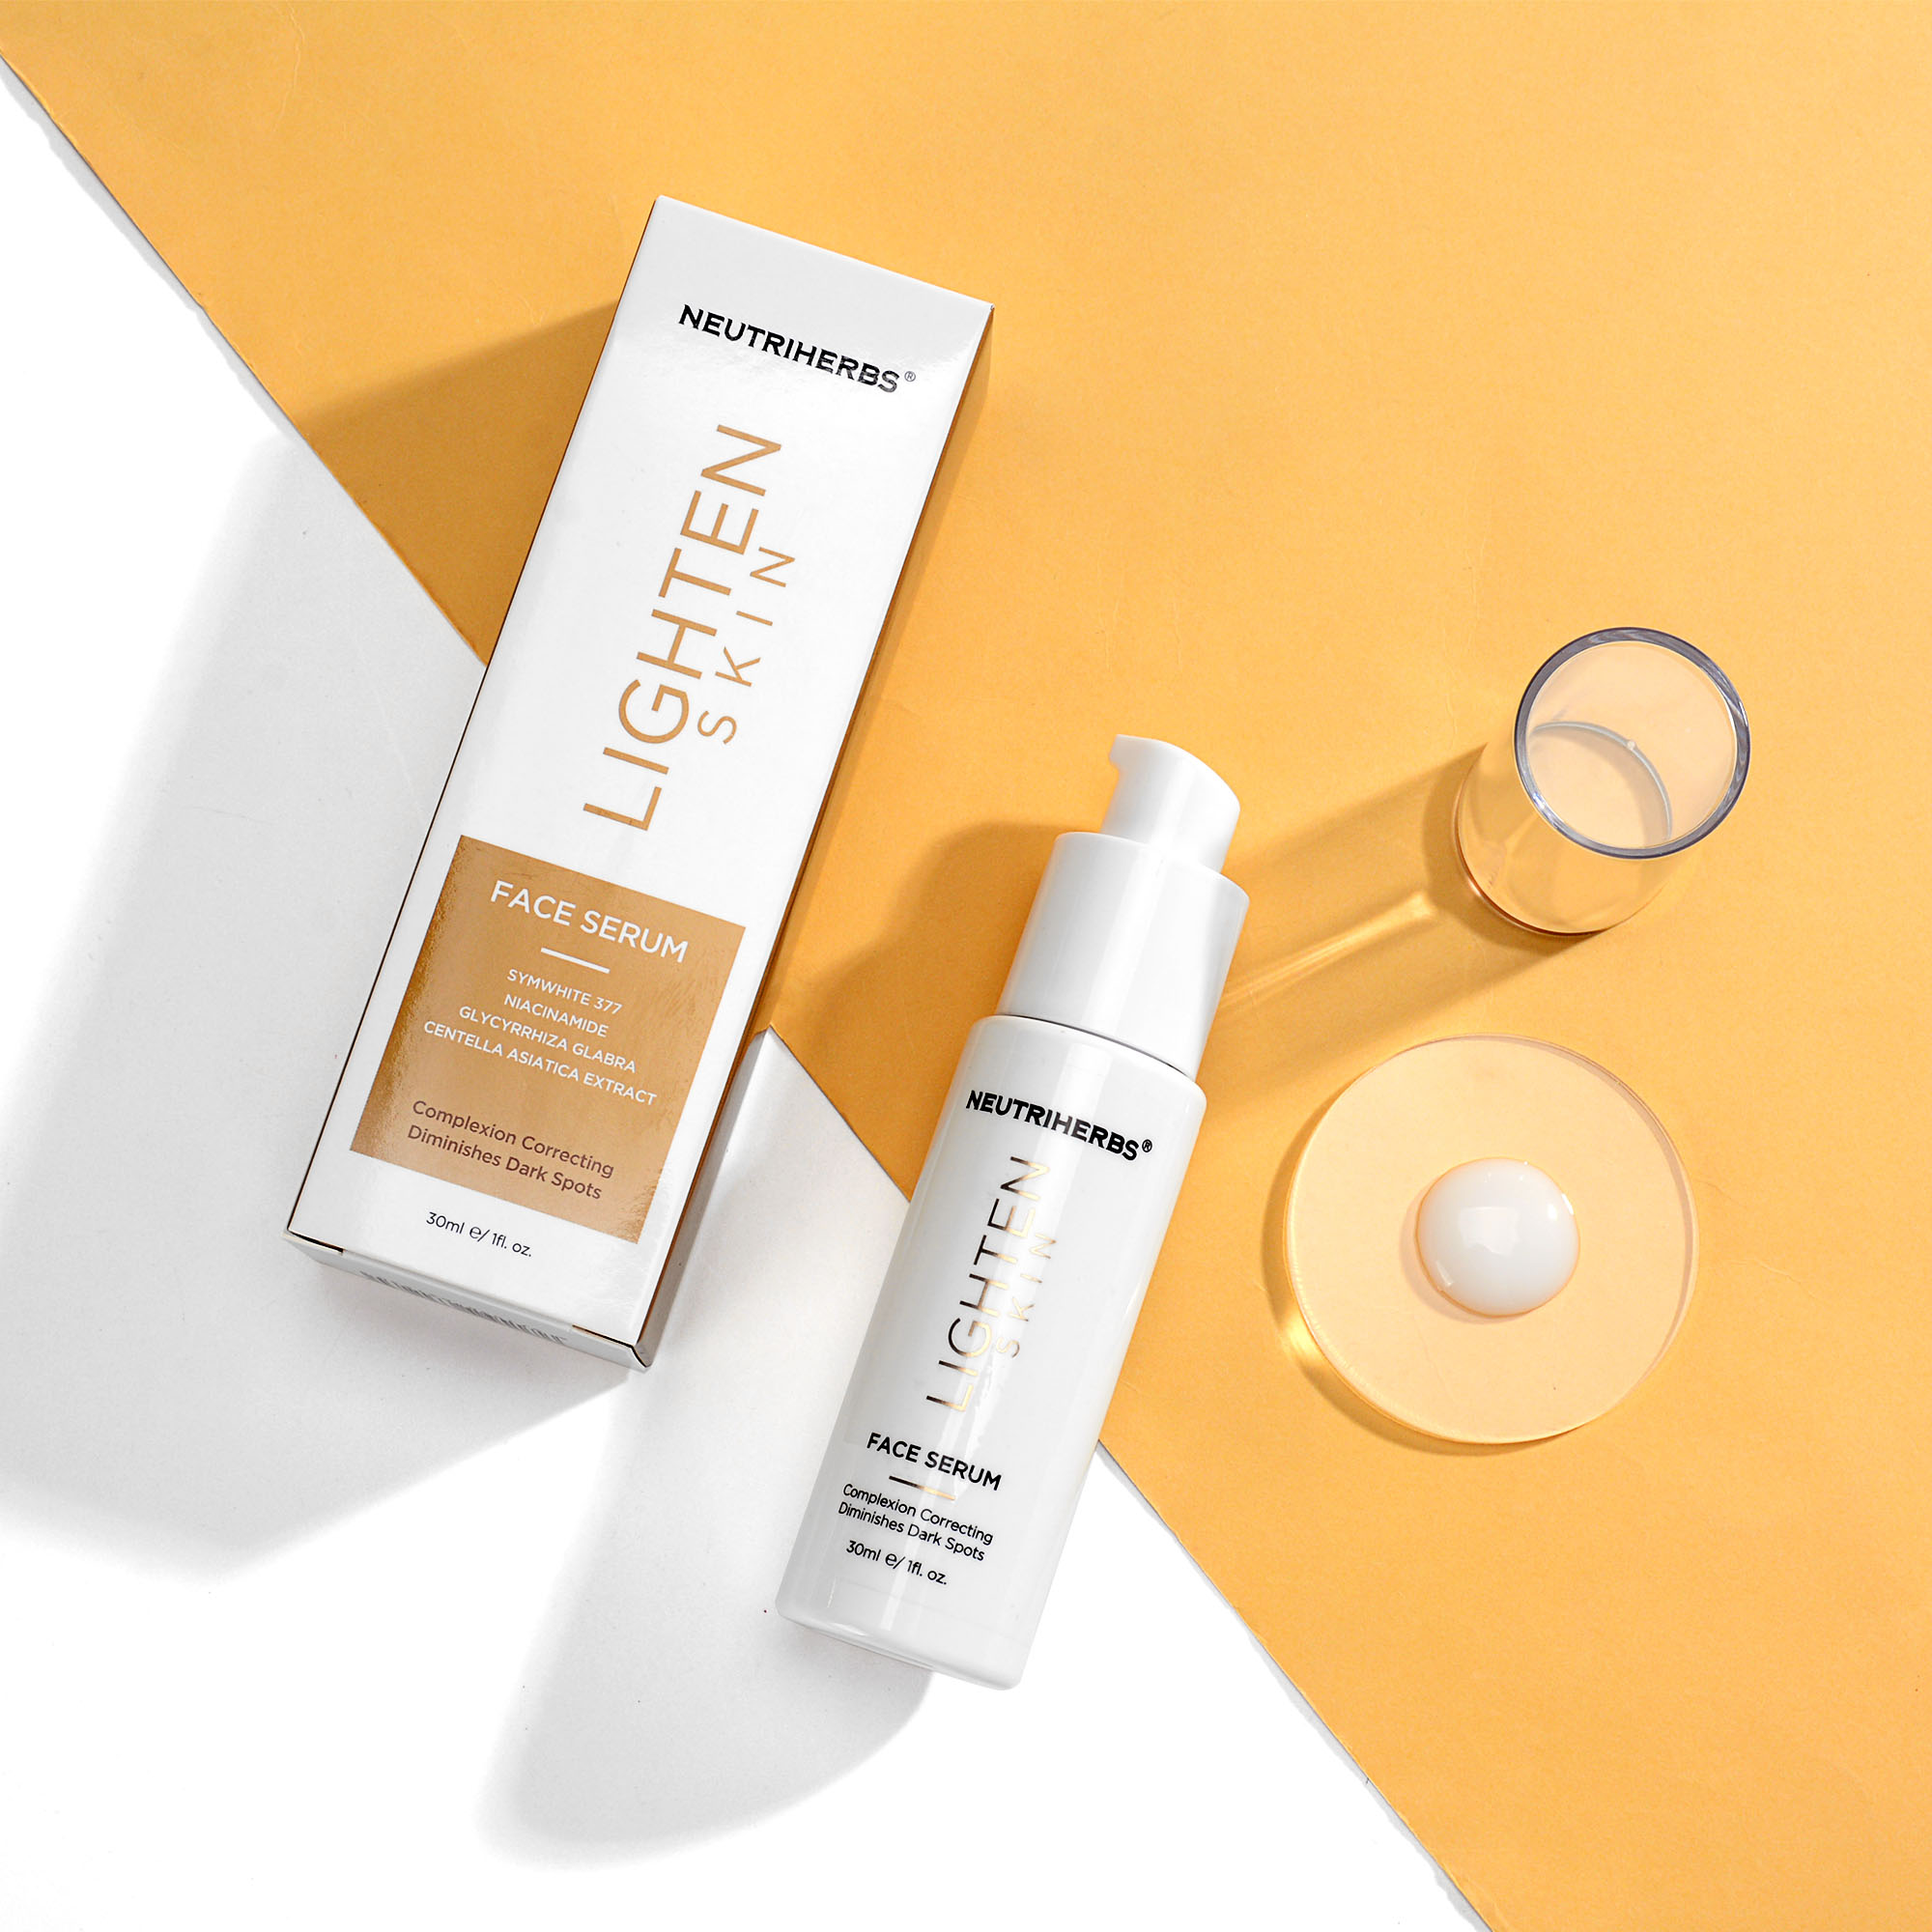 NEUTRIHERBS®
LIGHTEN
SKIN
FACE SERUM
SYMWHITE 377
NIACINAMIDE
GLYCYRRHIZA GLABRA
CENTELLA ASIATICA EXTRACT
Complexion Correcting
Diminishes Dark Spots
30ml ℮/ 1fl. oz.
NEUTRIHERBS®
LIGHTEN
SKIN
FACE SERUM
Complexion Correcting
Diminishes Dark Spots
30ml ℮/ 1fl. oz.